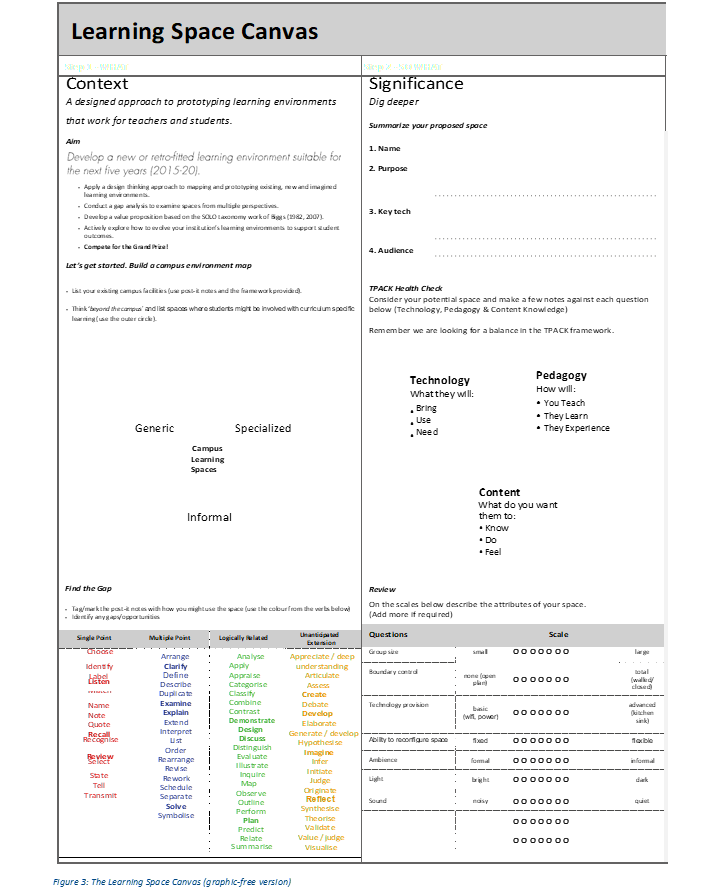 Learning Space Canvas
Context
A designed approach to prototyping learning environments
that work for teachers and students.
Aim
Develop a new or retro-fitted learning environment suitable for
the next five years (2015-20).
• Apply a design thinking approach to mapping and prototyping existing, new and imagined
learning environments.
• Conduct a gap analysis to examine spaces from multiple perspectives.
• Develop a value proposition based on the SOLO taxonomy work of Biggs (1982, 2007).
• Actively explore how to evolve your institution's learning environments to support student
outcomes.
• Compete for the Grand Prize!
Let's get started. Build a campus environment map
• List your existing campus facilities (use post-it notes and the framework provided).
• Think 'beyond the campus' and list spaces where students might be involved with curriculum specific
learning (use the outer circle).
Generic
Specialized
Campus
Learning
Spaces
Informal
Find the Gap
• Tag/mark the post-it notes with how you might use the space (use the colour from the verbs below)
• Identify any gaps/opportunities
Single Point
Choose
Identify
Label
Listen
Match
Name
Note
Quote
Recall
Recognise
Review
Select
State
Tell
Transmit
Multiple Point
Arrange
Clarify
Define
Describe
Duplicate
Examine
Explain
Extend
Interpret
List
Order
Rearrange
Revise
Rework
Schedule
Separate
Solve
Symbolise
Logically Related
Analyse
Apply
Appraise
Categorise
Classify
Combine
Contrast
Demonstrate
Design
Discuss
Distinguish
Evaluate
Illustrate
Inquire
Map
Observe
Outline
Perform
Plan
Predict
Relate
Summarise
Unanticipated
Extension
Appreciate / deep
understanding
Articulate
Assess
Create
Debate
Develop
Elaborate
Generate / develop
Hypothesise
Imagine
Infer
Initiate
Judge
Originate
Reflect
Synthesise
Theorise
Validate
Value / judge
Visualise
Significance
Dig deeper
Summarize your proposed space
1. Name
2. Purpose
3. Key tech
4. Audience
TPACK Health Check
Consider your potential space and make a few notes against each question
below (Technology, Pedagogy & Content Knowledge)
Remember we are looking for a balance in the TPACK framework.
Technology
What they will:
• Bring
• Use
• Need
Pedagogy
How will:
• You Teach
• They Learn
• They Experience
Content
What do you want
them to:
• Know
• Do
• Feel
Review
On the scales below describe the attributes of your space.
(Add more if required)
Questions Scale
Group size small O O O O O O O large
Boundary control none (open plan) O O O O O O O total (walled/ closed)
Technology provision basic (wifi, power) O O O O O O O advanced (kitchen sink)
Ability to reconfigure space fixed O O O O O O O flexible
Ambience formal O O O O O O O informal
Light bright O O O O O O O dark
Sound noisy O O O O O O O quiet
O O O O O O O
O O O O O O O
Figure 3: The Learning Space Canvas (graphic-free version)